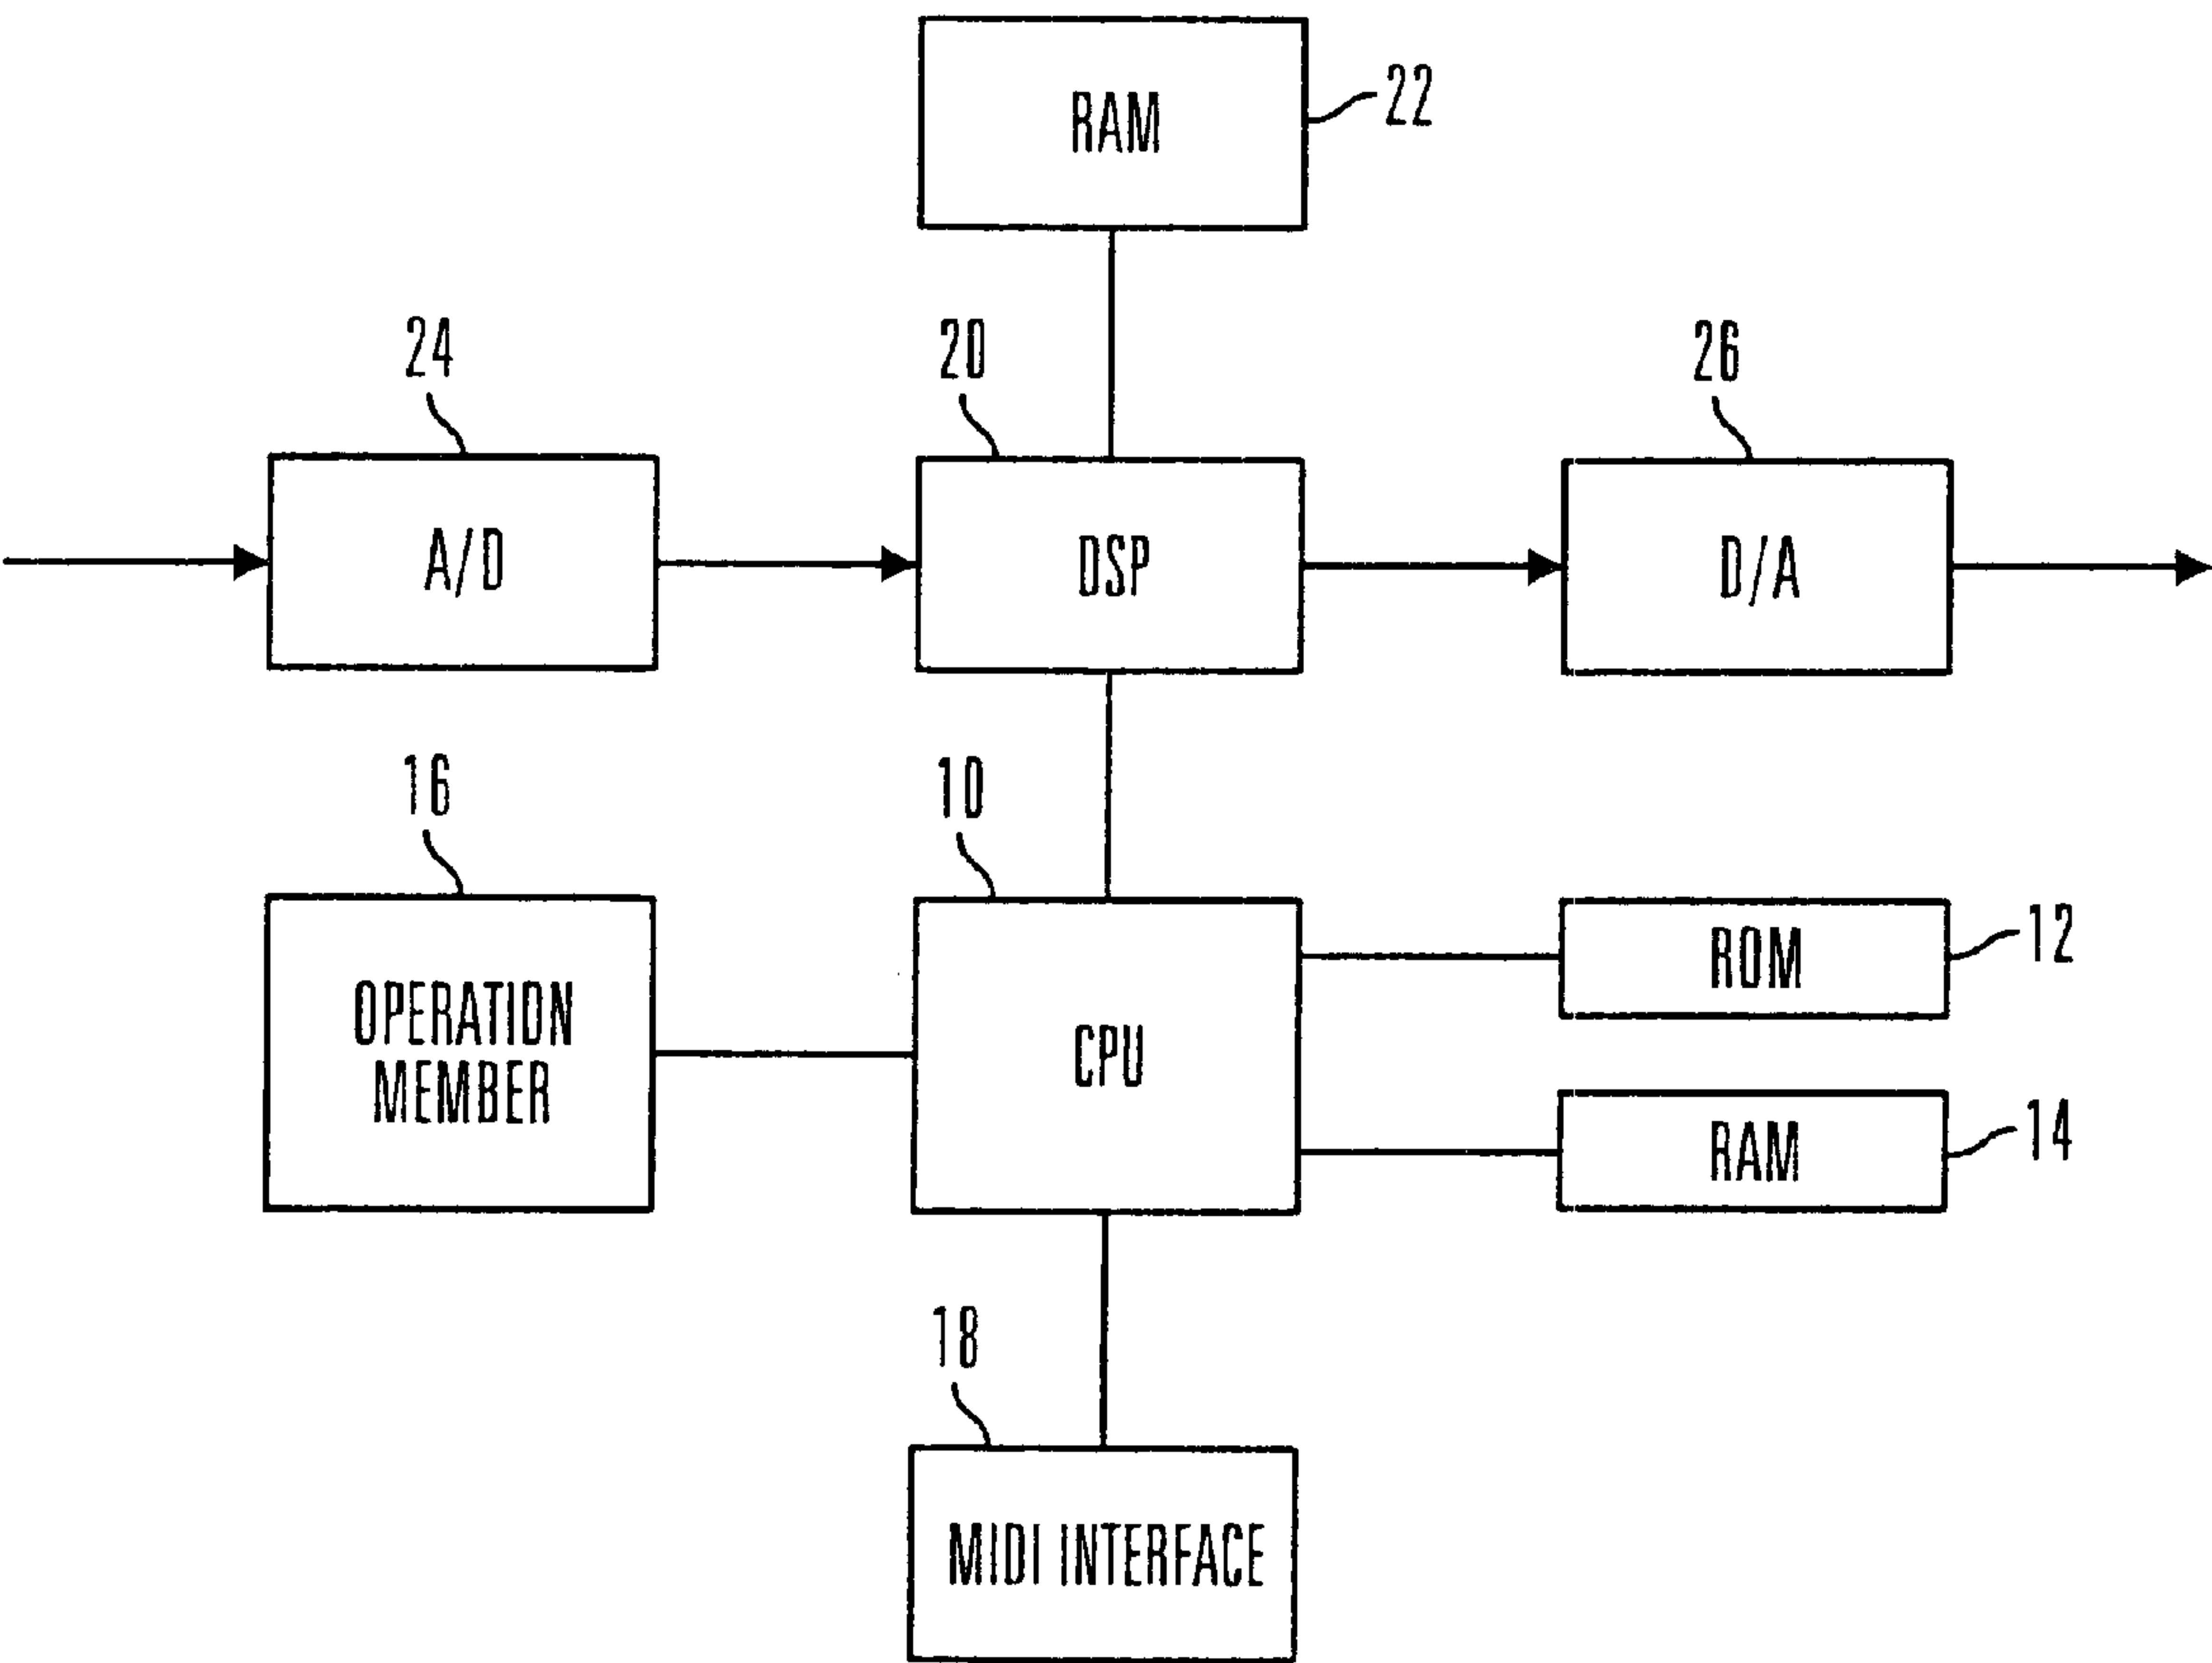 RAM
22
24
20
26
A/D
DSP
D/A
16
10
OPERATION
MEMBER
CPU
ROM
12
RAM
14
18
MIDI INTERFACE